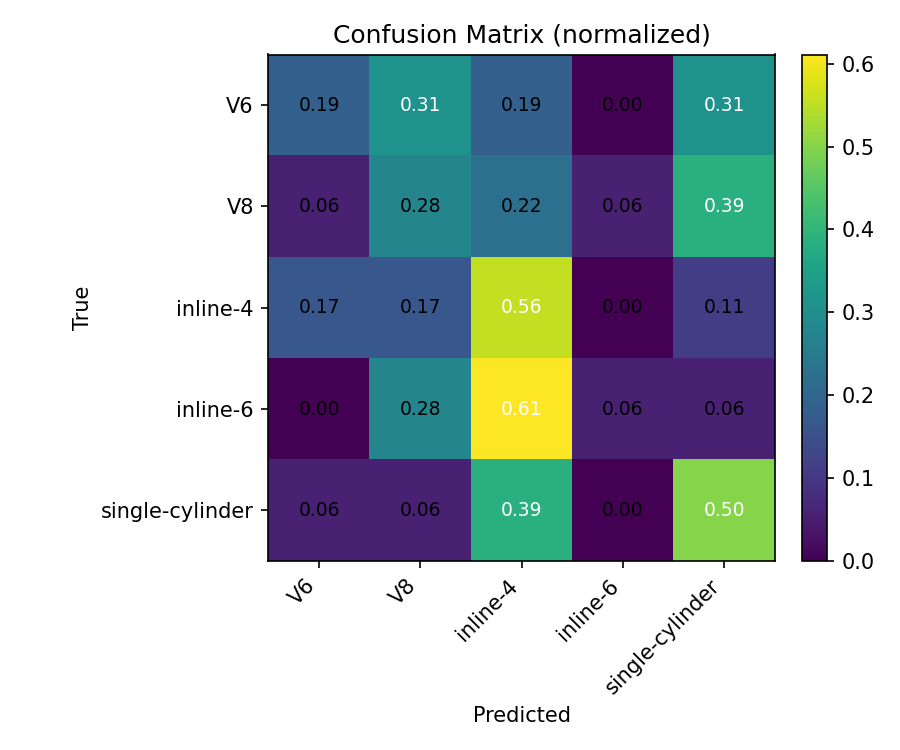 Confusion Matrix (normalized)
V6 0.19 0.31 0.19 0.00 0.31
V8 0.06 0.28 0.22 0.06 0.39
inline-4 0.17 0.17 0.56 0.00 0.11
inline-6 0.00 0.28 0.61 0.06 0.06
single-cylinder 0.06 0.06 0.39 0.00 0.50
True
V6 V8 inline-4 inline-6 single-cylinder
Predicted
0.6
0.5
0.4
0.3
0.2
0.1
0.0